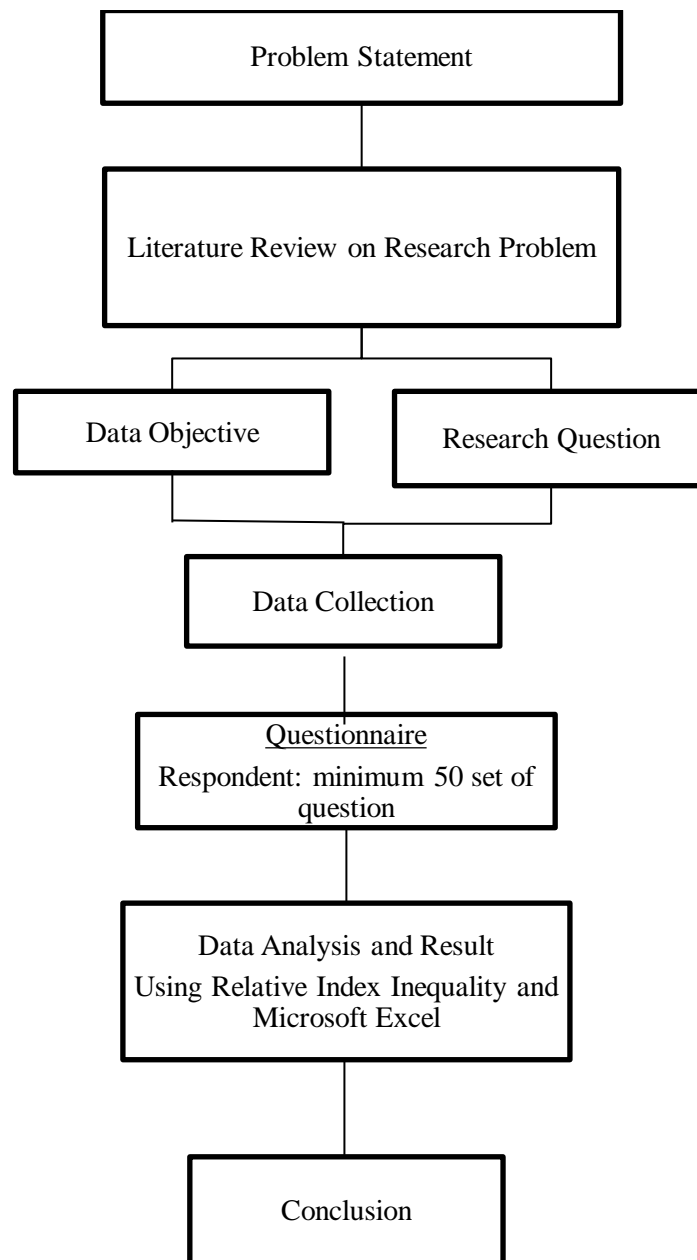 Problem Statement
Literature Review on Research Problem
Data Objective
Research Question
Data Collection
Questionnaire
Respondent: minimum 50 set of
question
Data Analysis and Result
Using Relative Index Inequality and
Microsoft Excel
Conclusion